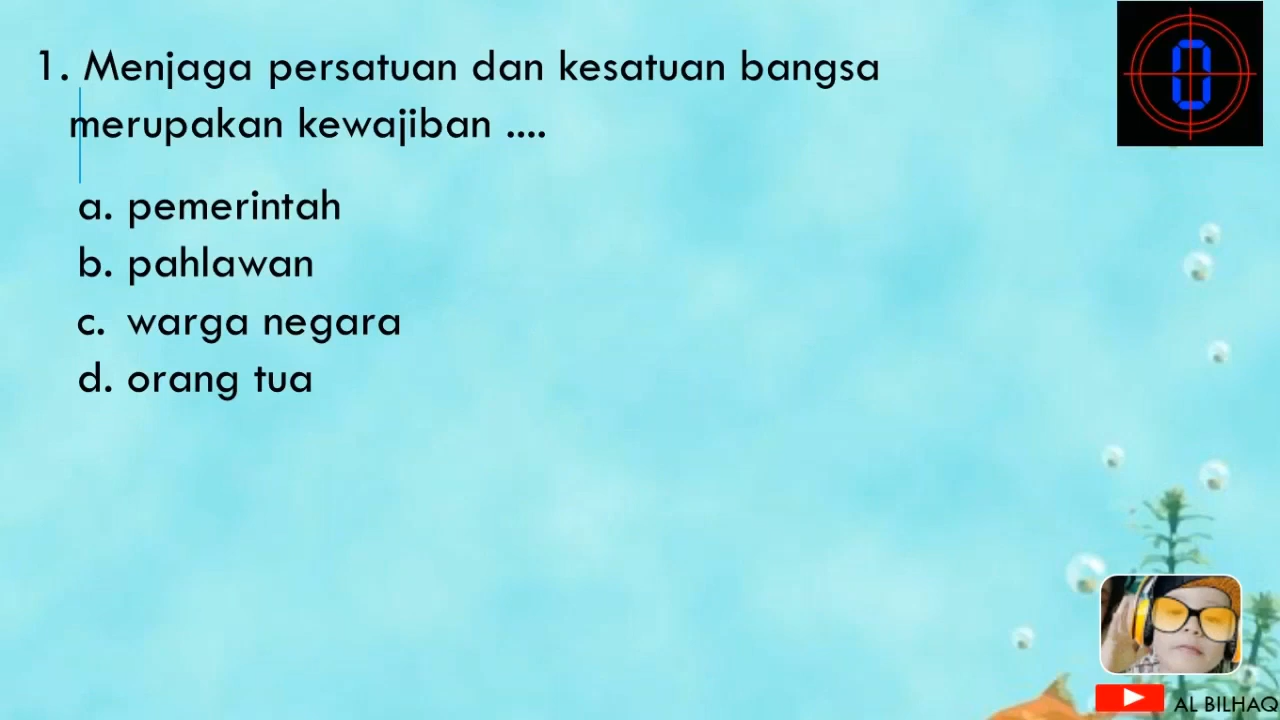 1. Menjaga persatuan dan kesatuan bangsa
merupakan kewajiban ....
a. pemerintah
b. pahlawan
c. warga negara
d. orang tua
0
AL BILHAQ